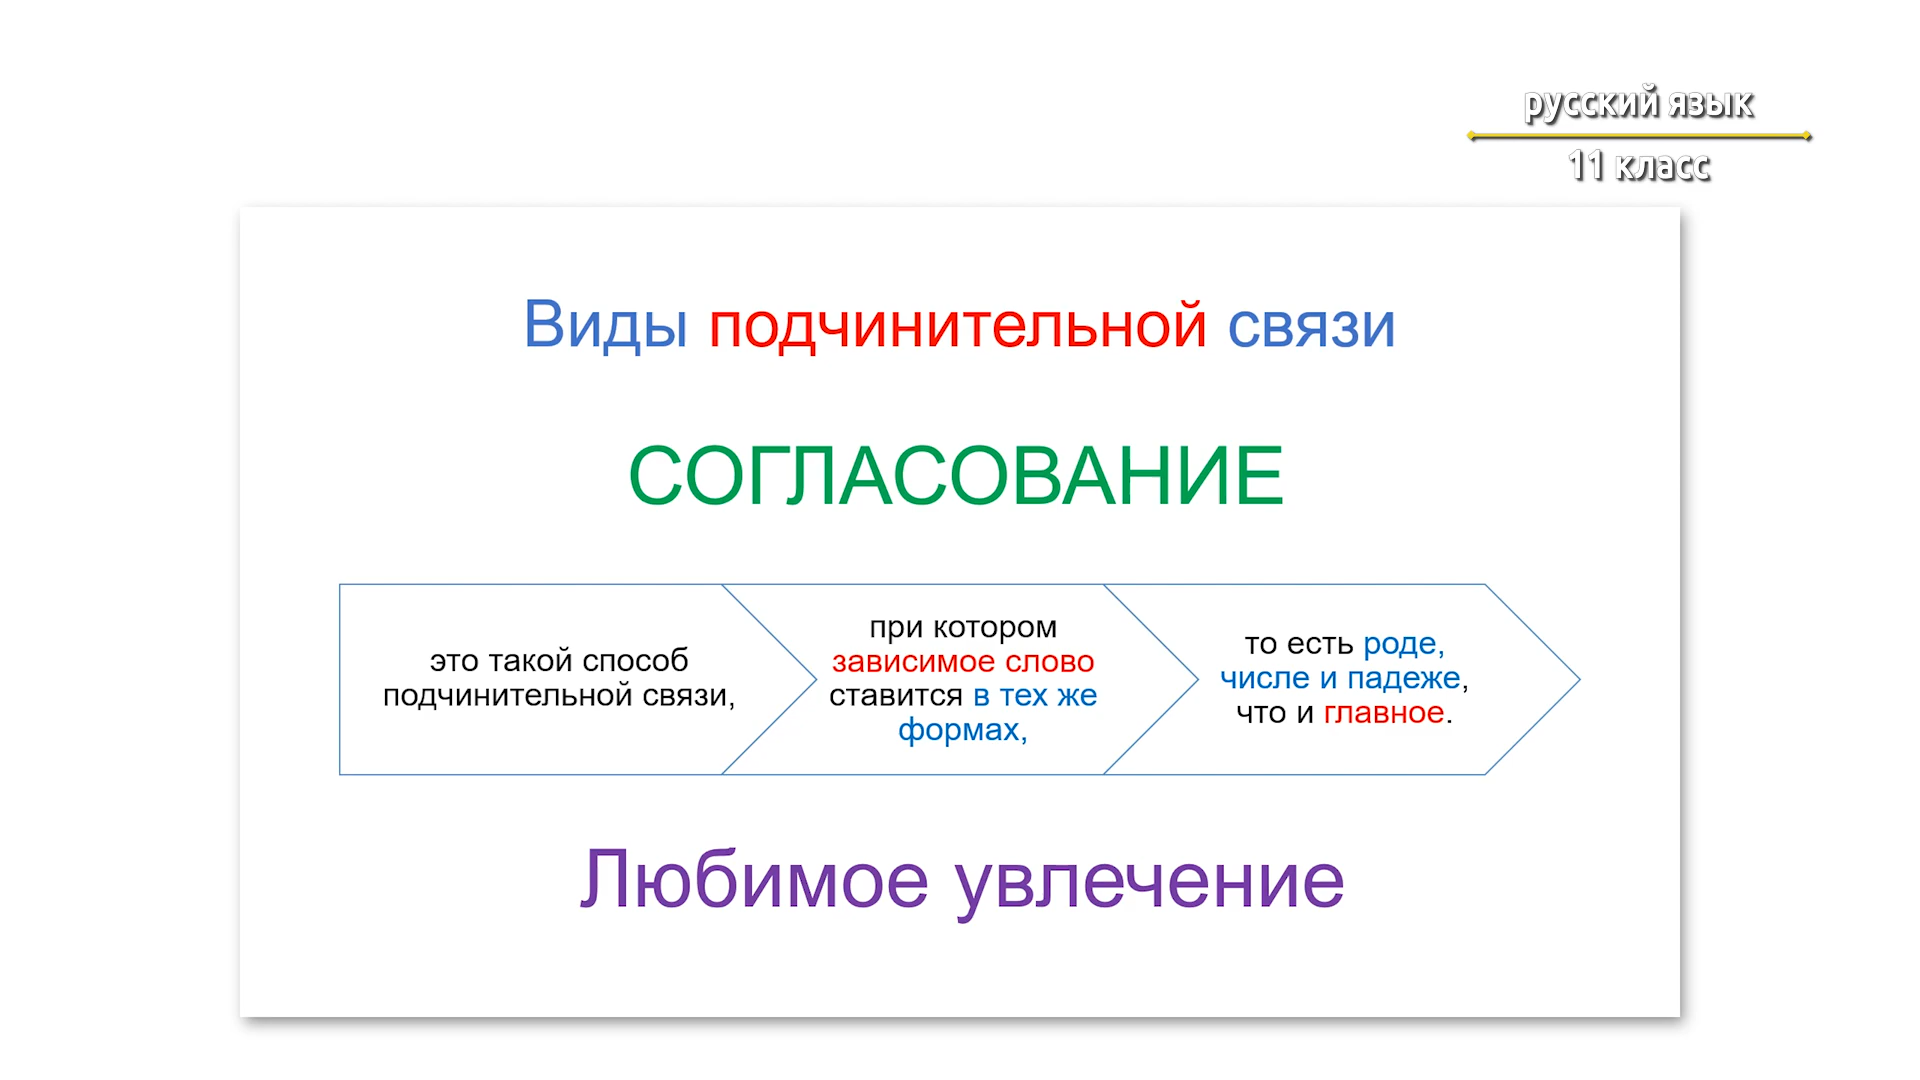 русский язык
11 класс
Виды подчинительной связи
СОГЛАСОВАНИЕ
это такой способ
подчинительной связи,
при котором
зависимое слово
ставится в тех же
формах,
то есть роде,
числе и падеже,
что и главное.
Любимое увлечение